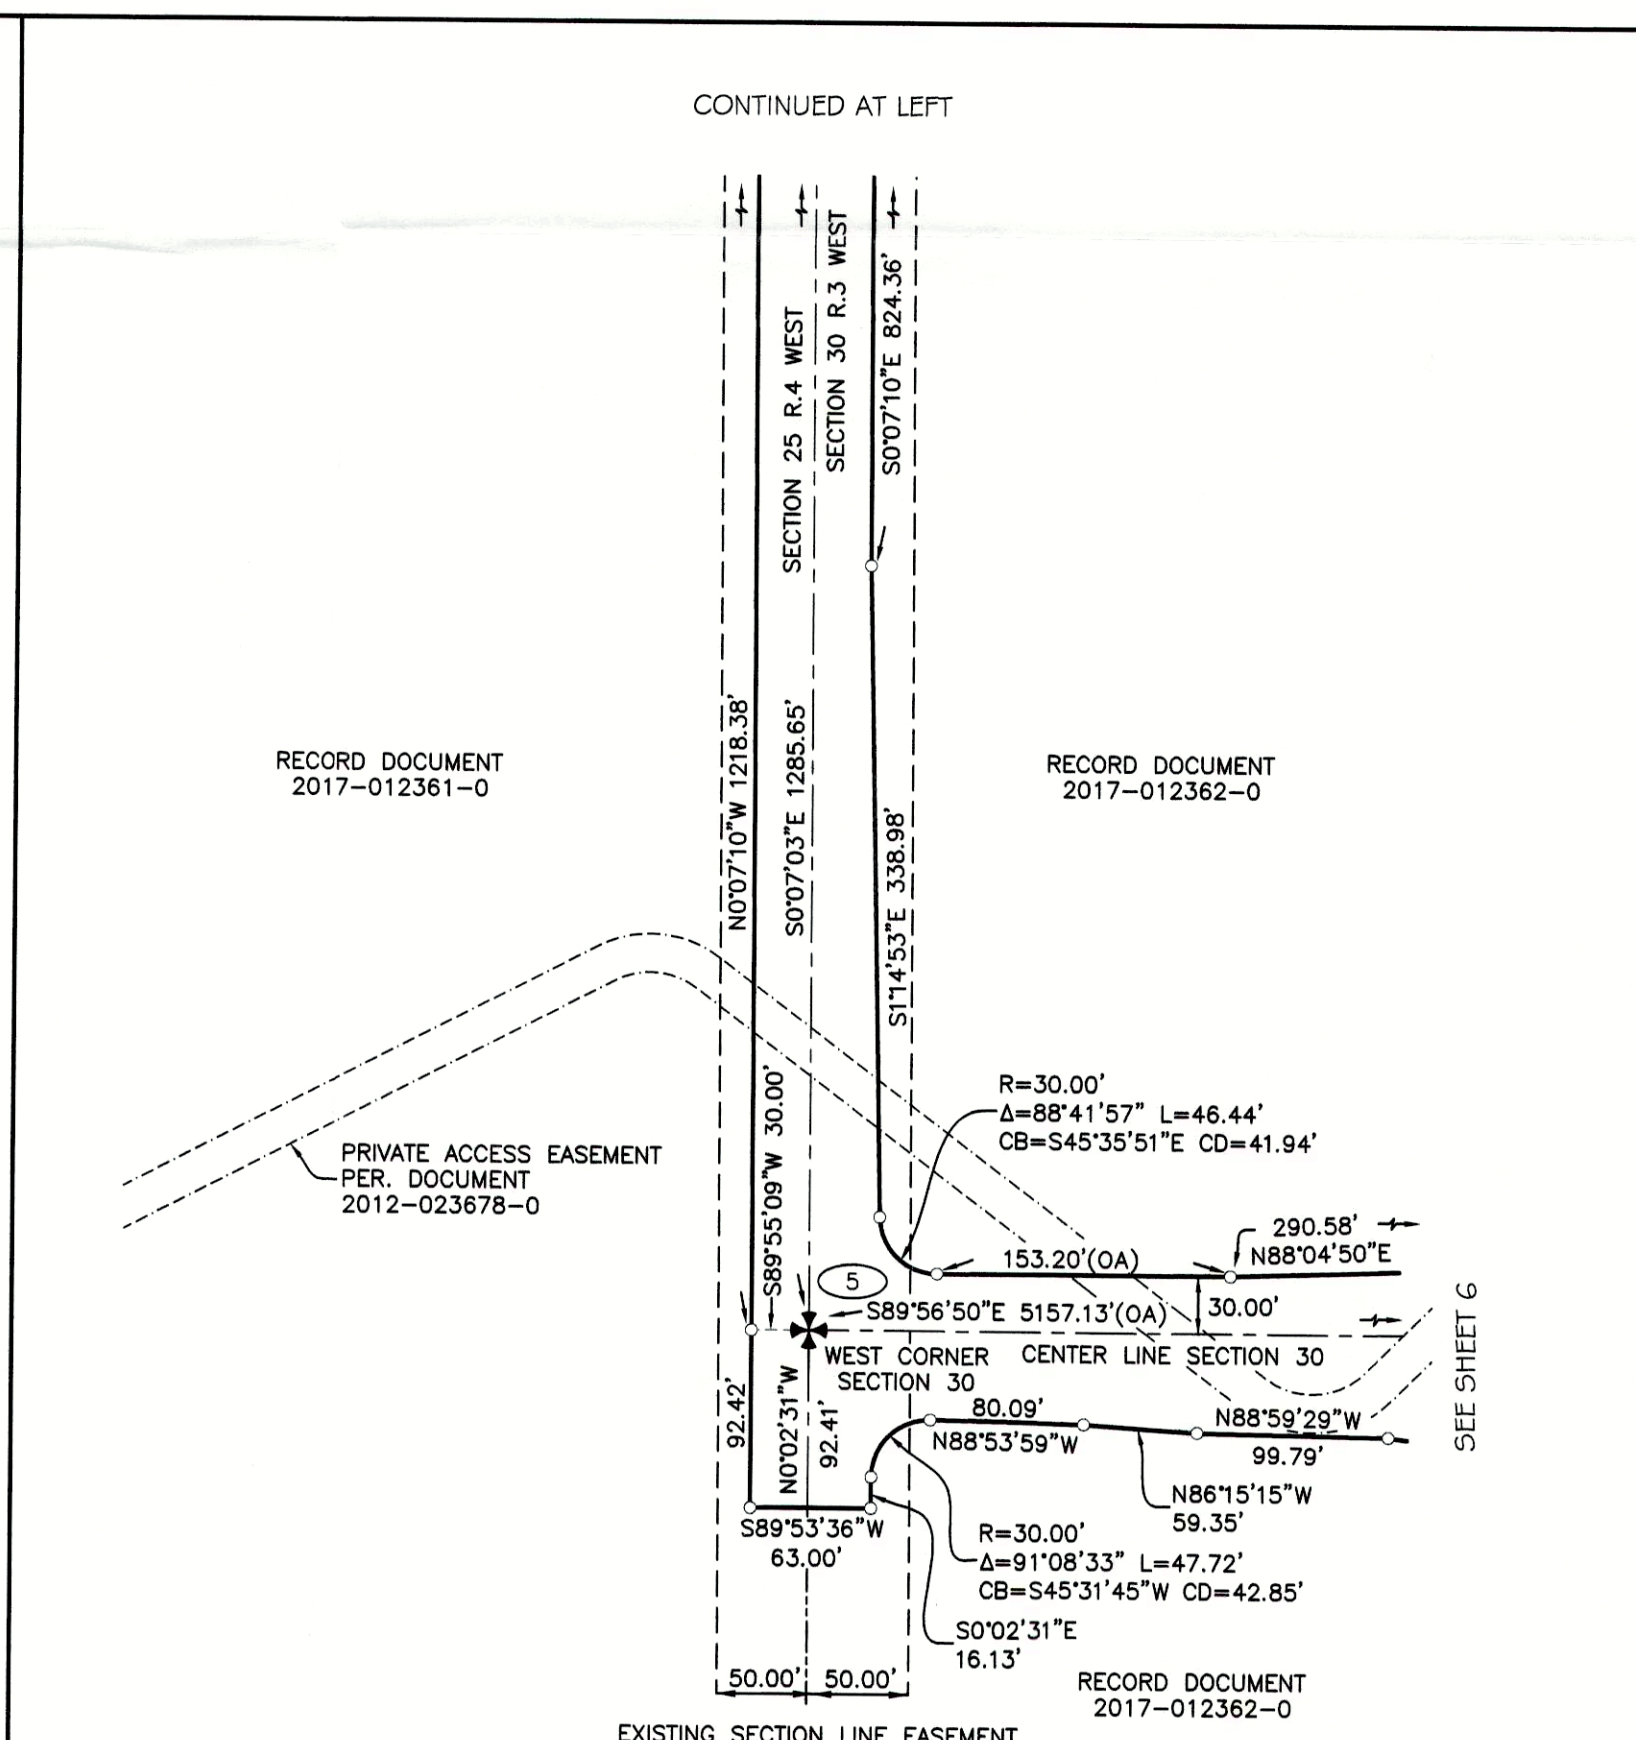 CONTINUED AT LEFT
SECTION 25 R.4 WEST
SECTION 30 R.3 WEST
S0°07'10"E 824.36'
N0°07'10"W 1218.38'
S0°07'03"E 1285.65'
S1°14'53"E 338.98'
RECORD DOCUMENT
2017-012361-0
RECORD DOCUMENT
2017-012362-0
R=30.00'
Δ=88°41'57" L=46.44'
CB=S45°35'51"E CD=41.94'
PRIVATE ACCESS EASEMENT
PER. DOCUMENT
2012-023678-0
S89°55'09"W 30.00'
290.58'
N88°04'50"E
153.20'(OA)
5
30.00'
S89°56'50"E 5157.13'(OA)
WEST CORNER
SECTION 30
CENTER LINE SECTION 30
SEE SHEET 6
92.42'
N0°02'31"W
92.41'
80.09'
N88°53'59"W
N88°59'29"W
99.79'
N86°15'15"W
59.35'
S89°53'36"W
63.00'
R=30.00'
Δ=91°08'33" L=47.72'
CB=S45°31'45"W CD=42.85'
S0°02'31"E
16.13'
50.00'
50.00'
RECORD DOCUMENT
2017-012362-0
EXISTING SECTION LINE EASEMENT